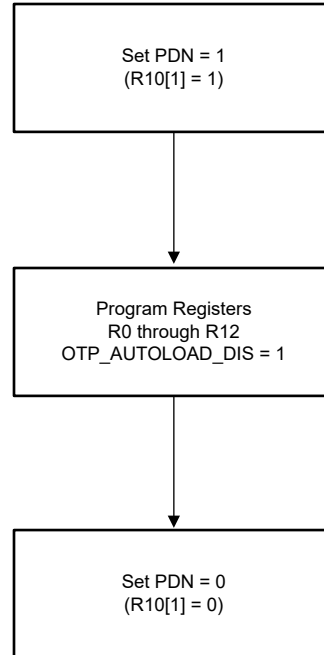 Set PDN = 1
(R10[1] = 1)
Program Registers
R0 through R12
OTP_AUTOLOAD_DIS = 1
Set PDN = 0
(R10[1] = 0)